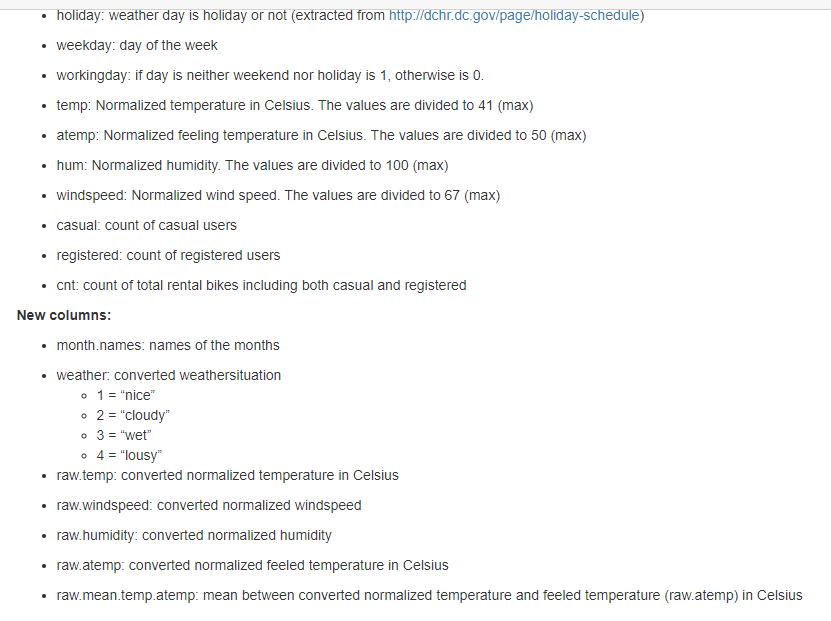 holiday: weather day is holiday or not (extracted from http://dchr.dc.gov/page/holiday-schedule)
weekday: day of the week
workingday: if day is neither weekend nor holiday is 1, otherwise is 0.
temp: Normalized temperature in Celsius. The values are divided to 41 (max)
atemp: Normalized feeling temperature in Celsius. The values are divided to 50 (max)
hum: Normalized humidity. The values are divided to 100 (max)
windspeed: Normalized wind speed. The values are divided to 67 (max)
casual: count of casual users
registered: count of registered users
cnt: count of total rental bikes including both casual and registered
New columns:
month.names: names of the months
weather: converted weathersituation
1 = “nice”
2 = “cloudy”
3 = “wet”
4 = “lousy”
raw.temp: converted normalized temperature in Celsius
raw.windspeed: converted normalized windspeed
raw.humidity: converted normalized humidity
raw.atemp: converted normalized feeled temperature in Celsius
raw.mean.temp.atemp: mean between converted normalized temperature and feeled temperature (raw.atemp) in Celsius